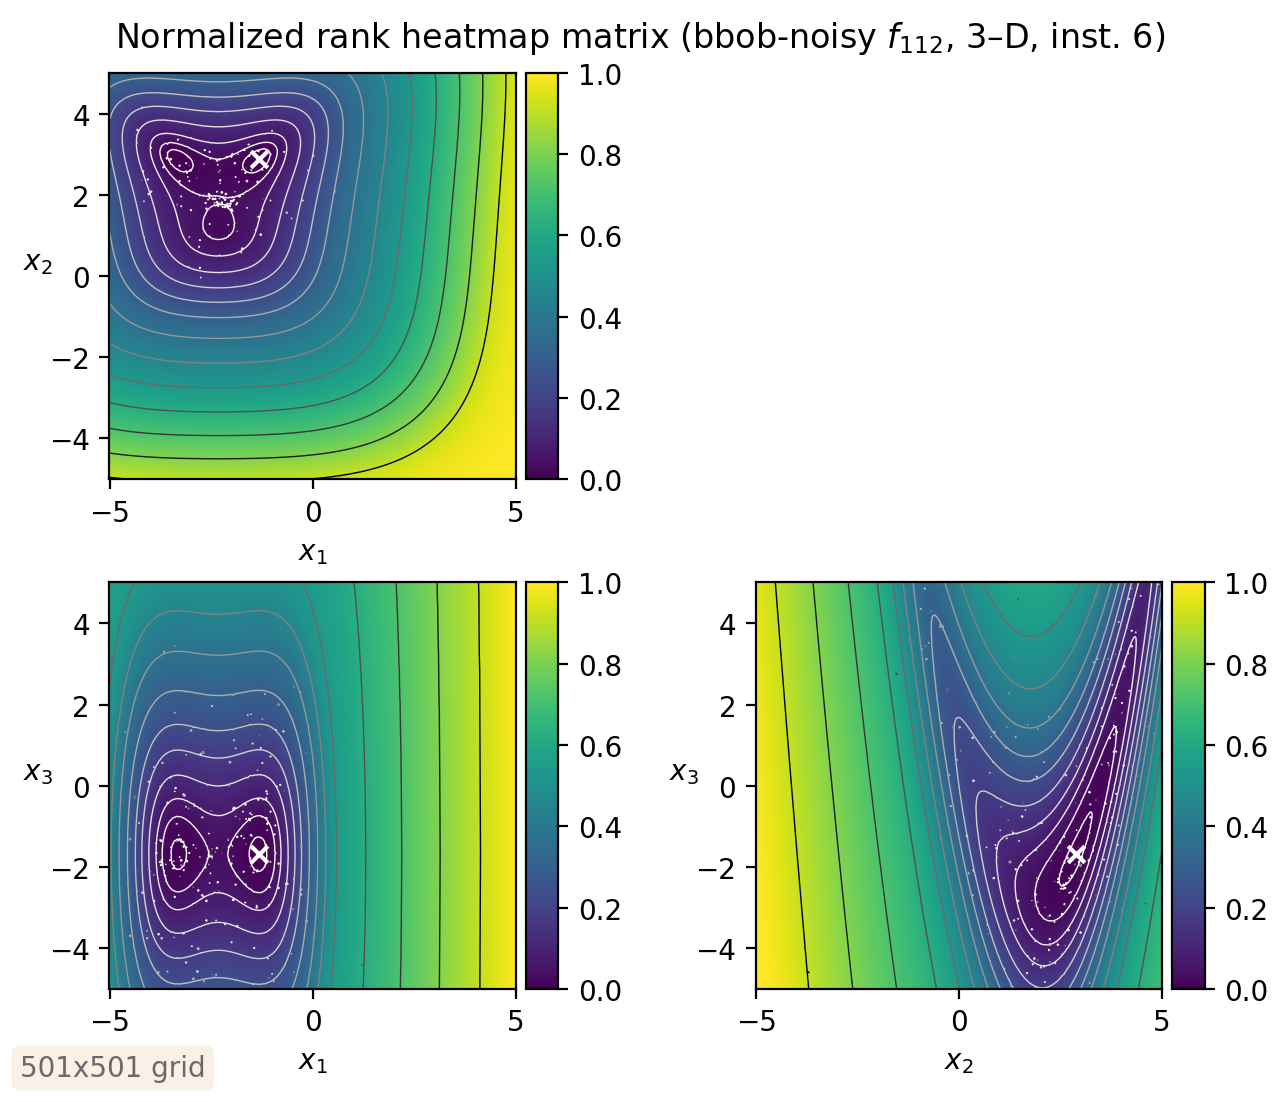 Normalized rank heatmap matrix (bbob-noisy f₁₁₂, 3–D, inst. 6)
1.0
4
0.8
2
0.6
x₂
0
0.4
−2
0.2
−4
0.0
−5 0 5
x₁
1.0 1.0
4 4
0.8 0.8
2 2
0.6 0.6
x₃ 0 x₃ 0
0.4 0.4
−2 −2
0.2 0.2
−4 −4
0.0 0.0
−5 0 5 −5 0 5
x₁ x₂
501x501 grid